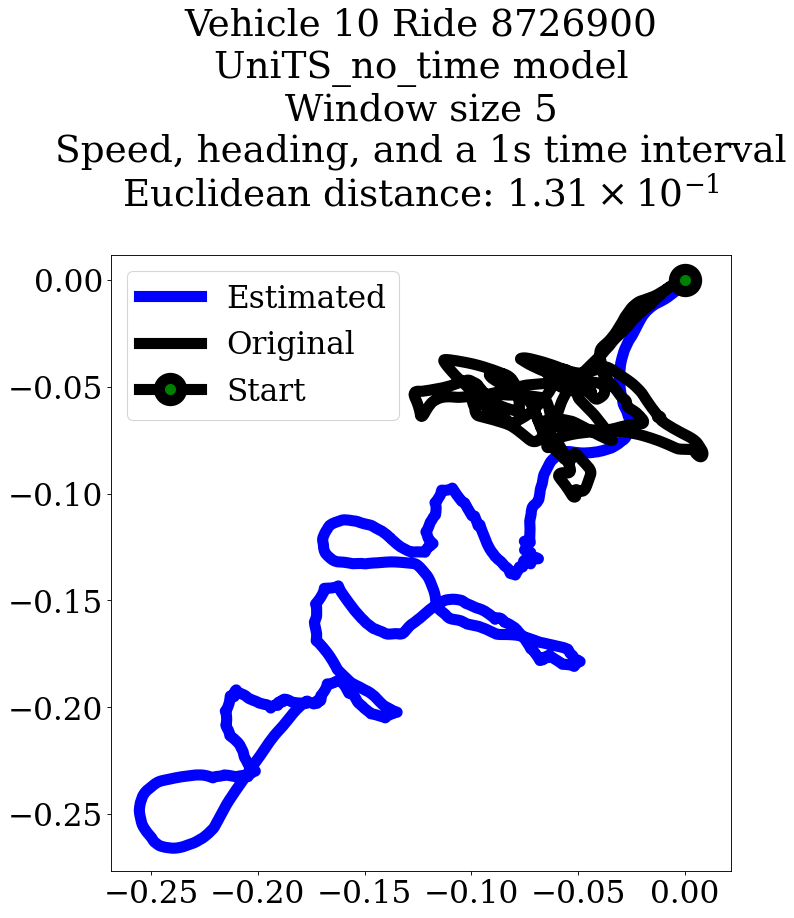 Vehicle 10 Ride 8726900
UniTS_no_time model
Window size 5
Speed, heading, and a 1s time interval
Euclidean distance: 1.31 × 10⁻¹
Estimated
Original
Start
0.00
−0.05
−0.10
−0.15
−0.20
−0.25
−0.25 −0.20 −0.15 −0.10 −0.05 0.00